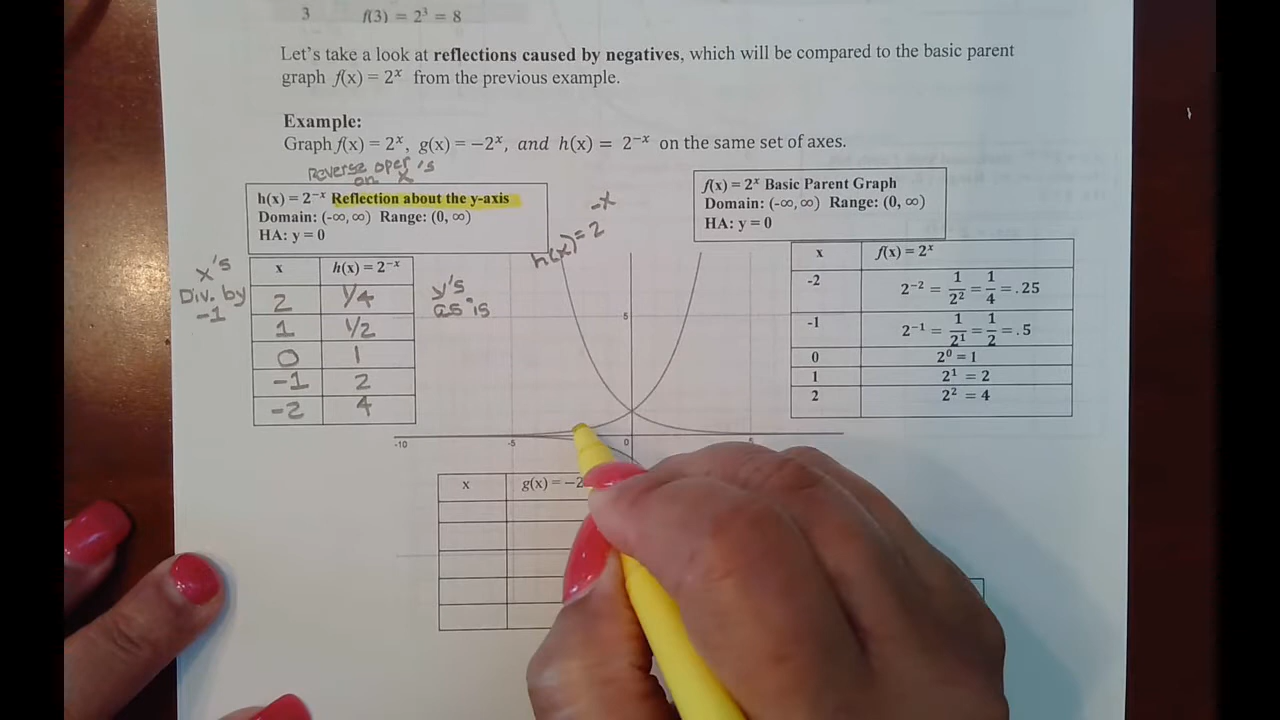 3 f(3) = 2³ = 8
Let's take a look at reflections caused by negatives, which will be compared to the basic parent
graph f(x) = 2ˣ from the previous example.
Example:
Graph f(x) = 2ˣ, g(x) = −2ˣ, and h(x) = 2⁻ˣ on the same set of axes.
Reverse oper's
on x
h(x) = 2⁻ˣ Reflection about the y-axis
Domain: (-∞, ∞) Range: (0, ∞)
HA: y = 0
x's
Div. by
-1
x h(x) = 2⁻ˣ
2 1/4
1 1/2
0 1
-1 2
-2 4
y's
as is
h(x) = 2⁻ˣ
f(x) = 2ˣ Basic Parent Graph
Domain: (-∞, ∞) Range: (0, ∞)
HA: y = 0
x f(x) = 2ˣ
-2 2⁻² = 1/2² = 1/4 = .25
-1 2⁻¹ = 1/2¹ = 1/2 = .5
0 2⁰ = 1
1 2¹ = 2
2 2² = 4
5
-10 -5 0 5
x g(x) = −2